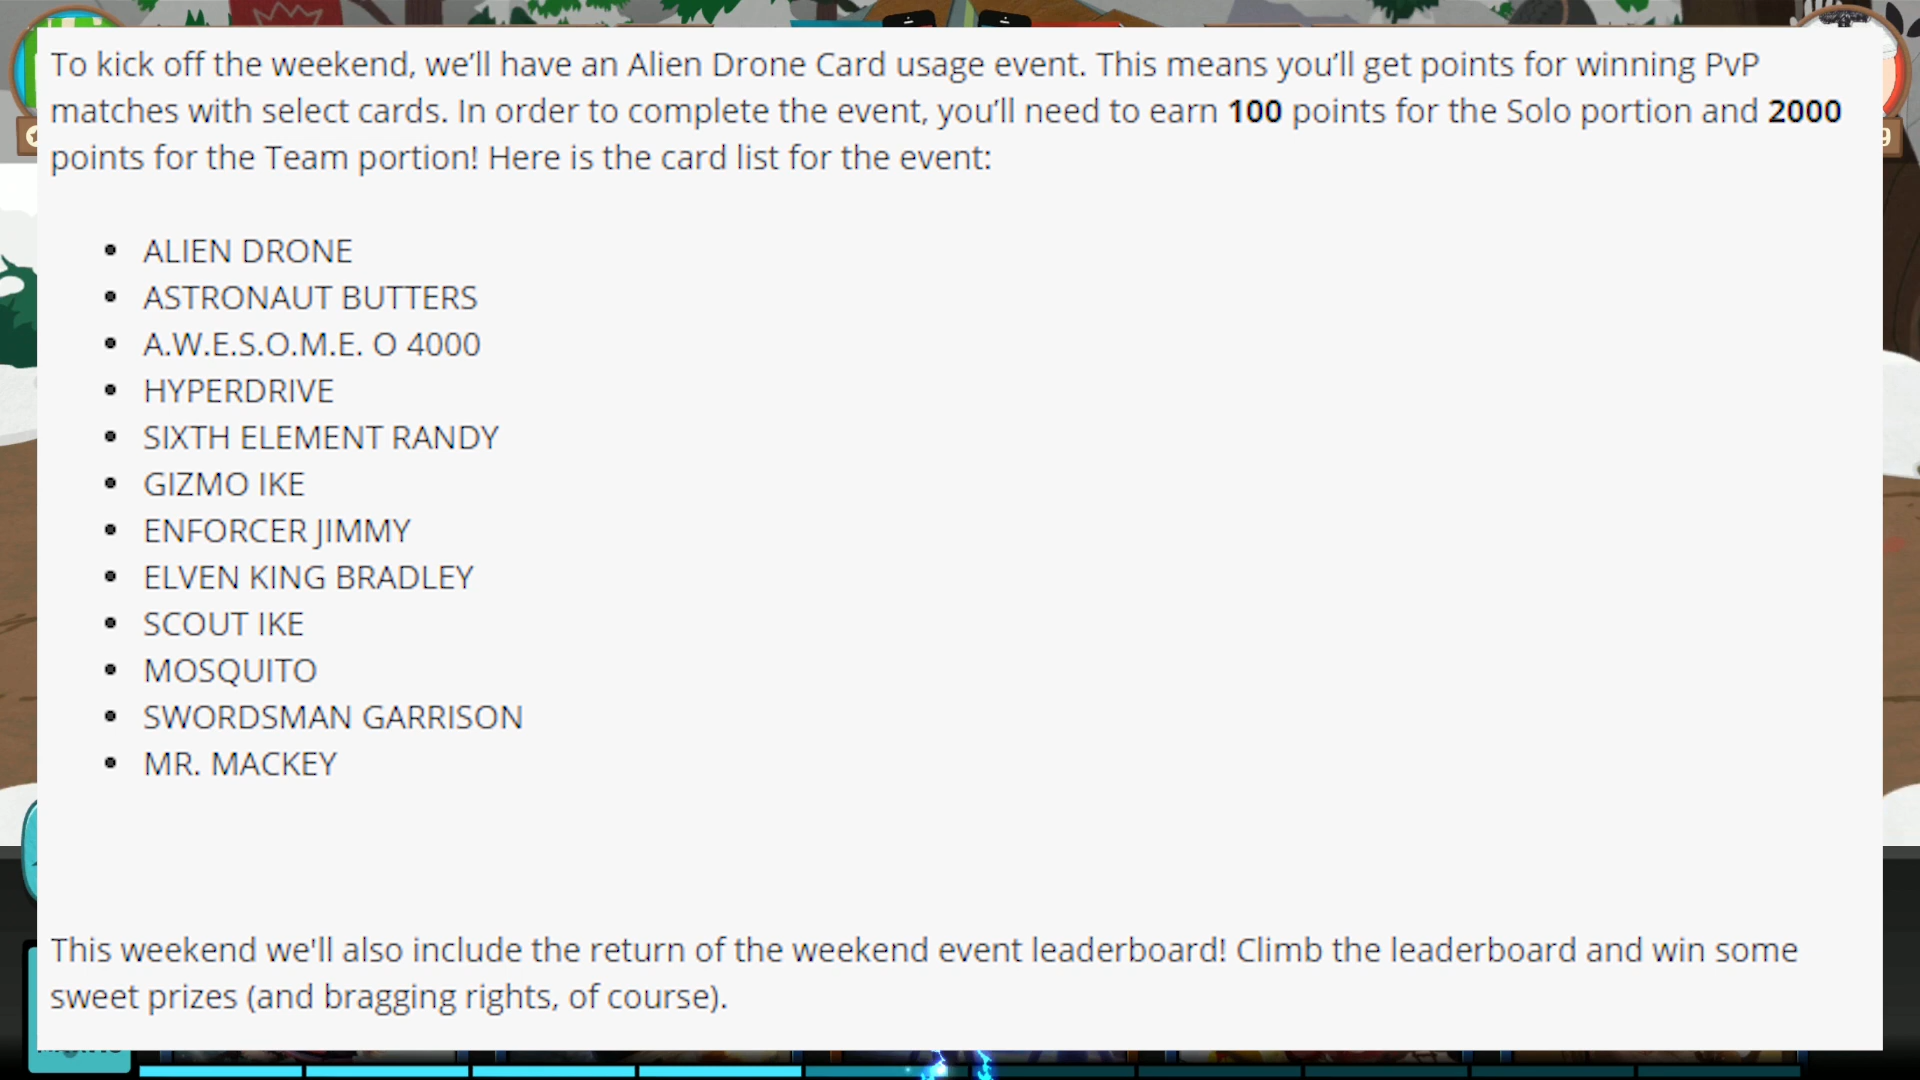 To kick off the weekend, we’ll have an Alien Drone Card usage event. This means you’ll get points for winning PvP
matches with select cards. In order to complete the event, you’ll need to earn 100 points for the Solo portion and 2000
points for the Team portion! Here is the card list for the event:
• ALIEN DRONE
• ASTRONAUT BUTTERS
• A.W.E.S.O.M.E. O 4000
• HYPERDRIVE
• SIXTH ELEMENT RANDY
• GIZMO IKE
• ENFORCER JIMMY
• ELVEN KING BRADLEY
• SCOUT IKE
• MOSQUITO
• SWORDSMAN GARRISON
• MR. MACKEY
This weekend we'll also include the return of the weekend event leaderboard! Climb the leaderboard and win some
sweet prizes (and bragging rights, of course).